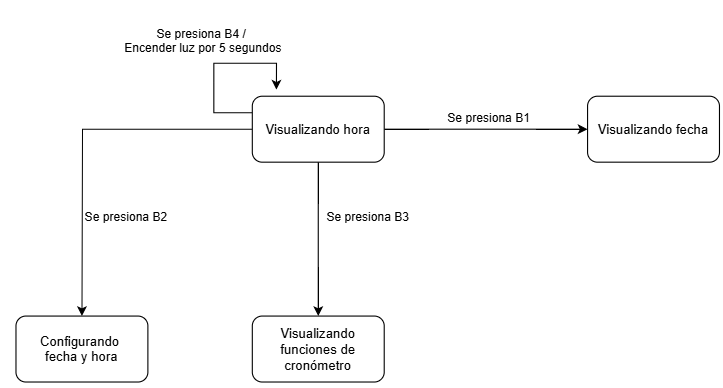 Se presiona B4 /
Encender luz por 5 segundos
Visualizando hora
Se presiona B1
Visualizando fecha
Se presiona B2
Se presiona B3
Configurando
fecha y hora
Visualizando
funciones de
cronómetro